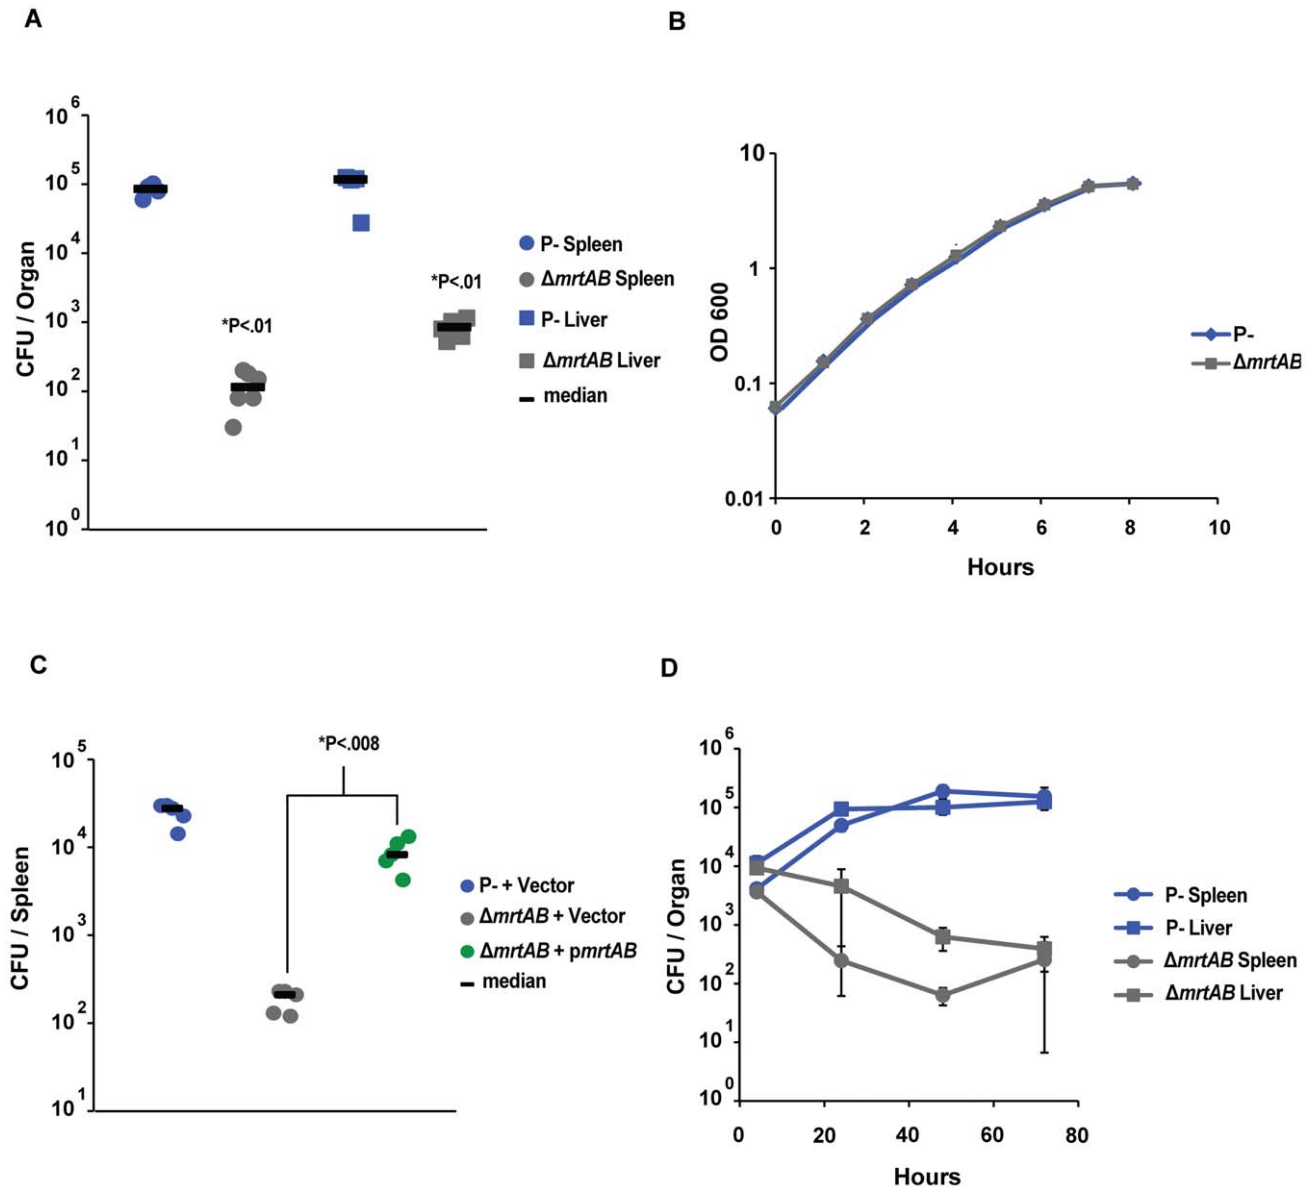 A
10^6
10^5
10^4
10^3
10^2
10^1
10^0
CFU / Organ
*P<.01
*P<.01
P- Spleen
ΔmrtAB Spleen
P- Liver
ΔmrtAB Liver
median
B
10
1
0.1
0.01
OD 600
0 2 4 6 8 10
Hours
P-
ΔmrtAB
C
10^5
10^4
10^3
10^2
10^1
CFU / Spleen
*P<.008
P- + Vector
ΔmrtAB + Vector
ΔmrtAB + pmrtAB
median
D
10^6
10^5
10^4
10^3
10^2
10^1
10^0
CFU / Organ
0 20 40 60 80
Hours
P- Spleen
P- Liver
ΔmrtAB Spleen
ΔmrtAB Liver